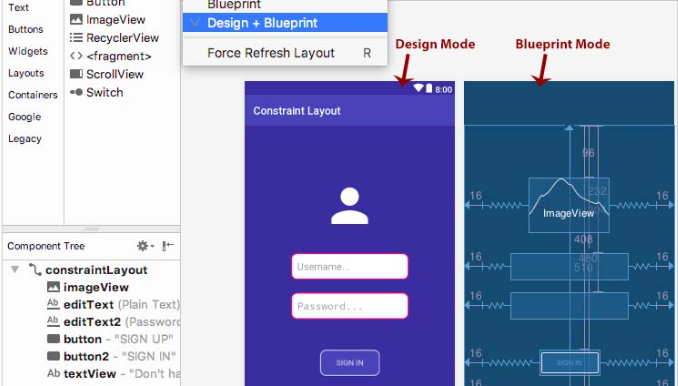 Text
Buttons
Widgets
Layouts
Containers
Google
Legacy
Button
ImageView
RecyclerView
<fragment>
ScrollView
Switch
Blueprint
Design + Blueprint
Force Refresh Layout R
Design Mode
Blueprint Mode
8:00
Constraint Layout
Username...
Password...
SIGN IN
96
232
16
16
ImageView
408
480
510
16
16
16
16
16
SIGN IN
16
Component Tree
constraintLayout
imageView
Ab editText (Plain Text)
Ab editText2 (Password
button - "SIGN UP"
button2 - "SIGN IN"
Ab textView - "Don't ha